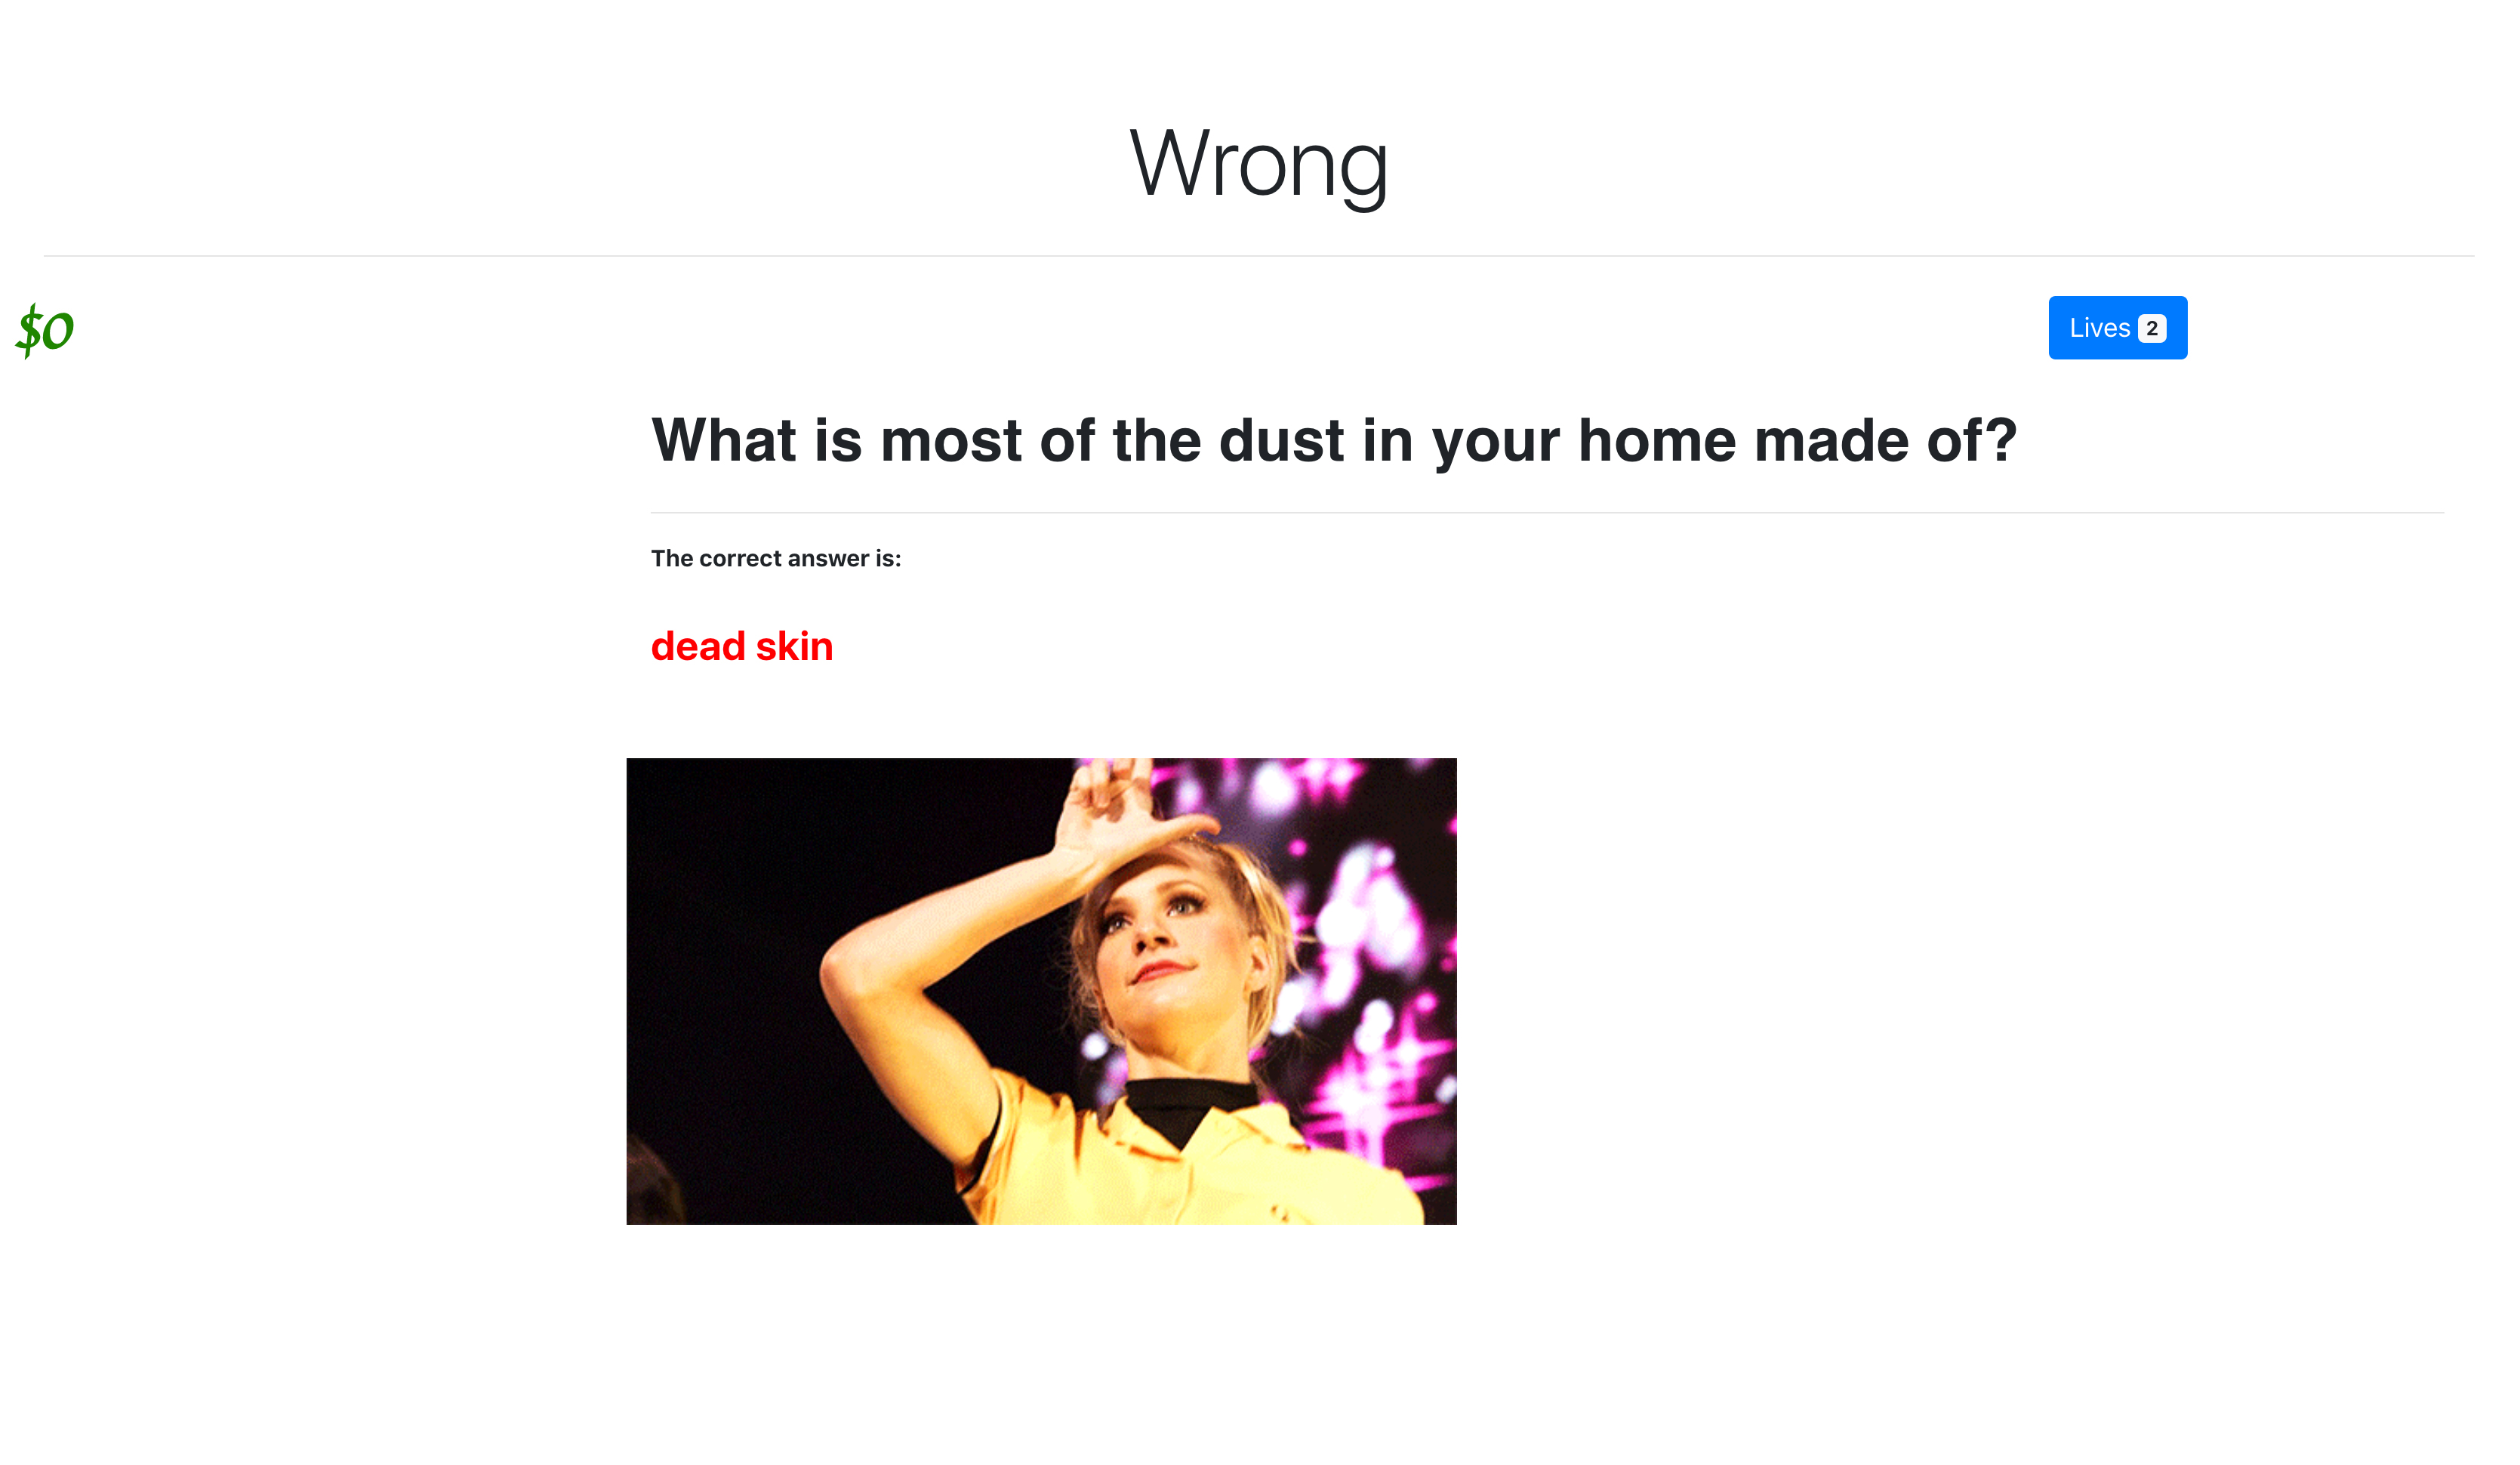 Wrong
$0
Lives 2
What is most of the dust in your home made of?
The correct answer is:
dead skin